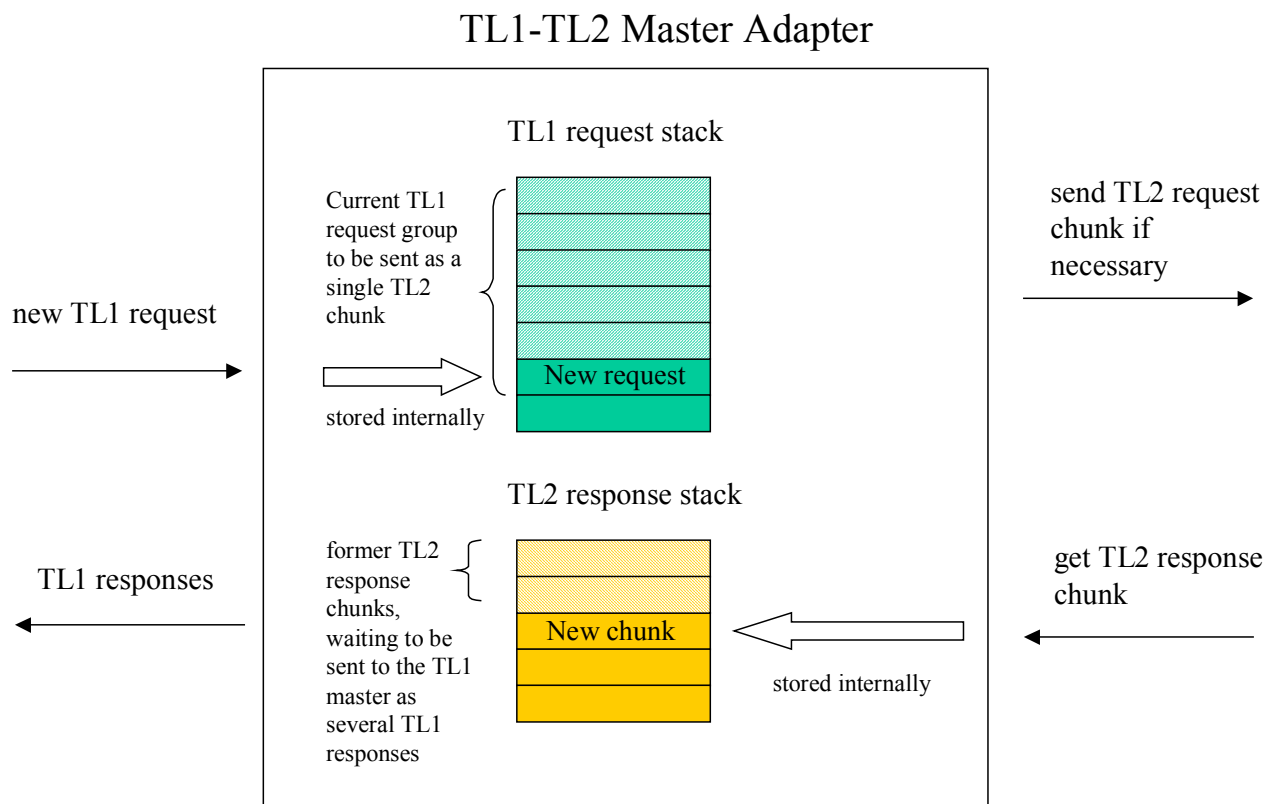 TL1-TL2 Master Adapter
TL1 request stack
Current TL1
request group
to be sent as a
single TL2
chunk
new TL1 request
send TL2 request
chunk if
necessary
New request
stored internally
TL2 response stack
former TL2
response
chunks,
waiting to be
sent to the TL1
master as
several TL1
responses
TL1 responses
get TL2 response
chunk
New chunk
stored internally